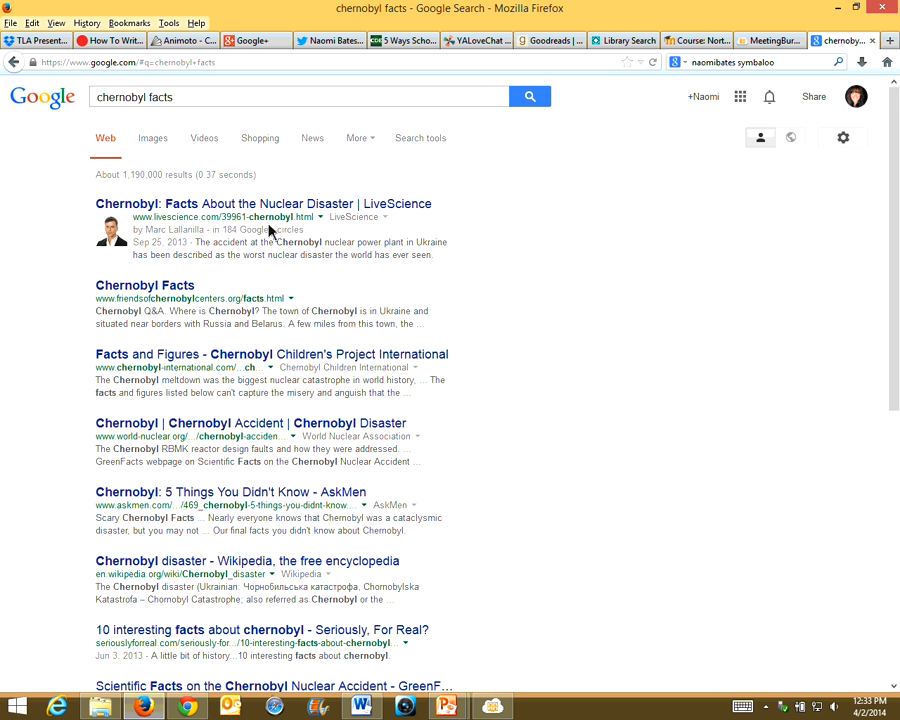 chernobyl facts - Google Search - Mozilla Firefox
File Edit View History Bookmarks Tools Help
TLA Present... How To Writ... Animoto - C... Google+ Naomi Bates... 5 Ways Scho... YALoveChat ... Goodreads | ... Library Search Course: Nort... MeetingBur... chernoby...
https://www.google.com/#q=chernobyl+facts naomibates symbaloo
Google chernobyl facts +Naomi Share
Web Images Videos Shopping News More Search tools
About 1,190,000 results (0.37 seconds)
Chernobyl: Facts About the Nuclear Disaster | LiveScience
www.livescience.com/39961-chernobyl.html LiveScience
by Marc Lallanilla - in 184 Google+ circles
Sep 25, 2013 - The accident at the Chernobyl nuclear power plant in Ukraine
has been described as the worst nuclear disaster the world has ever seen.
Chernobyl Facts
www.friendsofchernobylcenters.org/facts.html
Chernobyl Q&A. Where is Chernobyl? The town of Chernobyl is in Ukraine and
situated near borders with Russia and Belarus. A few miles from this town, the ...
Facts and Figures - Chernobyl Children's Project International
www.chernobyl-international.com/...ch... Chernobyl Children International
The Chernobyl meltdown was the biggest nuclear catastrophe in world history, ... The
facts and figures listed below can't capture the misery and anguish that the ...
Chernobyl | Chernobyl Accident | Chernobyl Disaster
www.world-nuclear.org/.../chernobyl-acciden... World Nuclear Association
The Chernobyl RBMK reactor design faults and how they were addressed. ...
GreenFacts webpage on Scientific Facts on the Chernobyl Nuclear Accident ...
Chernobyl: 5 Things You Didn't Know - AskMen
www.askmen.com/.../469_chernobyl-5-things-you-didnt-know.... AskMen
Scary Chernobyl Facts ... Nearly everyone knows that Chernobyl was a cataclysmic
disaster, but you may not ... Our final facts you didn't know about Chernobyl.
Chernobyl disaster - Wikipedia, the free encyclopedia
en.wikipedia.org/wiki/Chernobyl_disaster Wikipedia
The Chernobyl disaster (Ukrainian: Чорнобильська катастрофа, Chornobylska
Katastrofa – Chornobyl Catastrophe; also referred as Chernobyl or the ...
10 interesting facts about chernobyl - Seriously, For Real?
seriouslyforreal.com/seriously-for.../10-interesting-facts-about-chernobyl...
Jun 3, 2013 - A little bit of history...10 interesting facts about chernobyl.
Scientific Facts on the Chernobyl Nuclear Accident - GreenF...
12:33 PM
4/2/2014